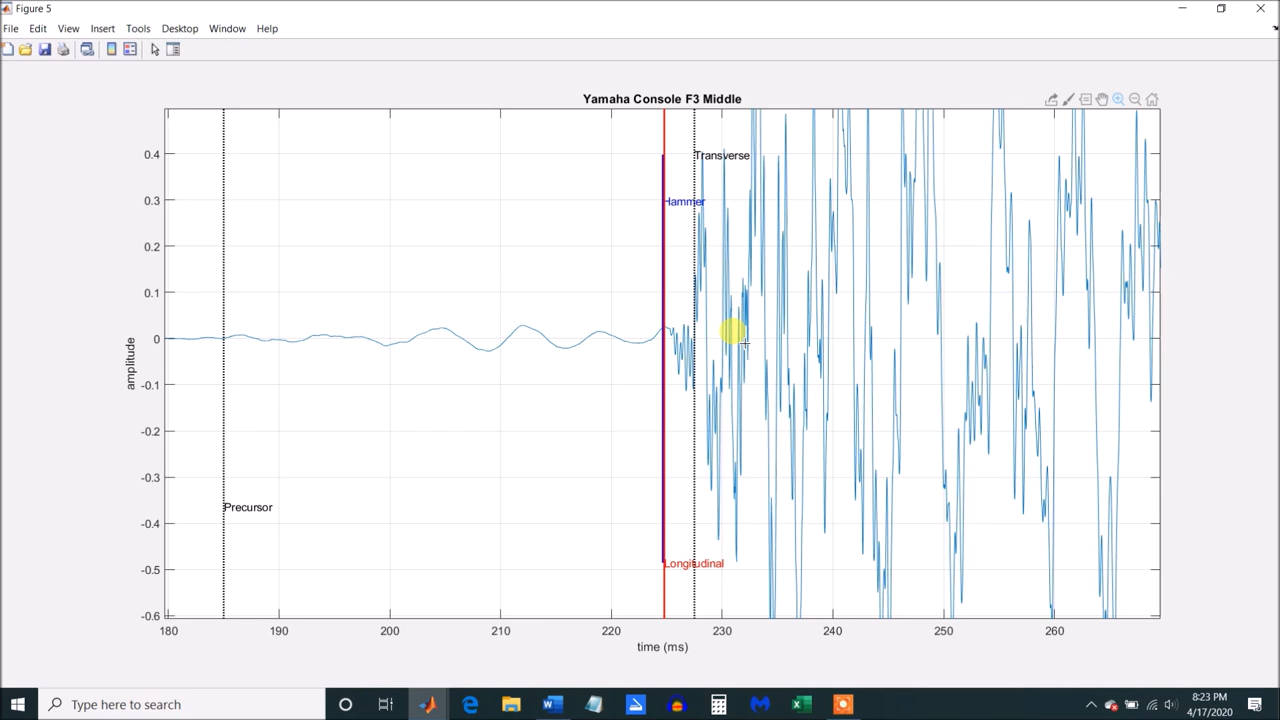 Figure 5
File Edit View Insert Tools Desktop Window Help
Yamaha Console F3 Middle
0.4
0.3
0.2
0.1
0
-0.1
-0.2
-0.3
-0.4
-0.5
-0.6
amplitude
Transverse
Hammer
Precursor
Longitudinal
180 190 200 210 220 230 240 250 260
time (ms)
Type here to search
8:23 PM
4/17/2020